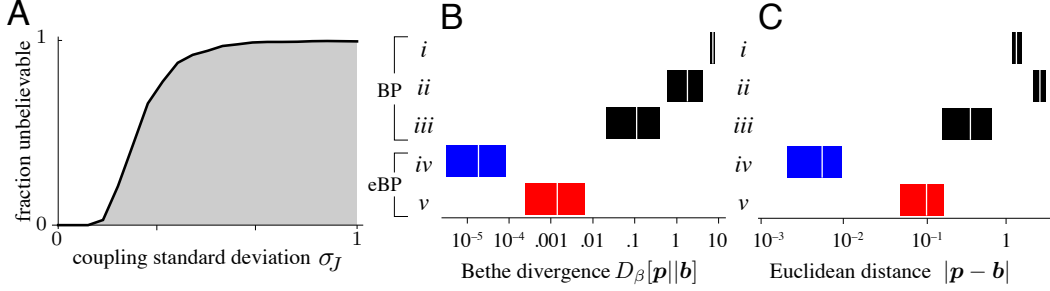 A
1
0
fraction unbelievable
0
1
coupling standard deviation σ_J
B
BP
i
ii
iii
eBP
iv
v
10⁻⁵ 10⁻⁴ .001 .01 .1 1 10
Bethe divergence D_β[p||b]
C
i
ii
iii
iv
v
10⁻³ 10⁻² 10⁻¹ 1
Euclidean distance |p − b|